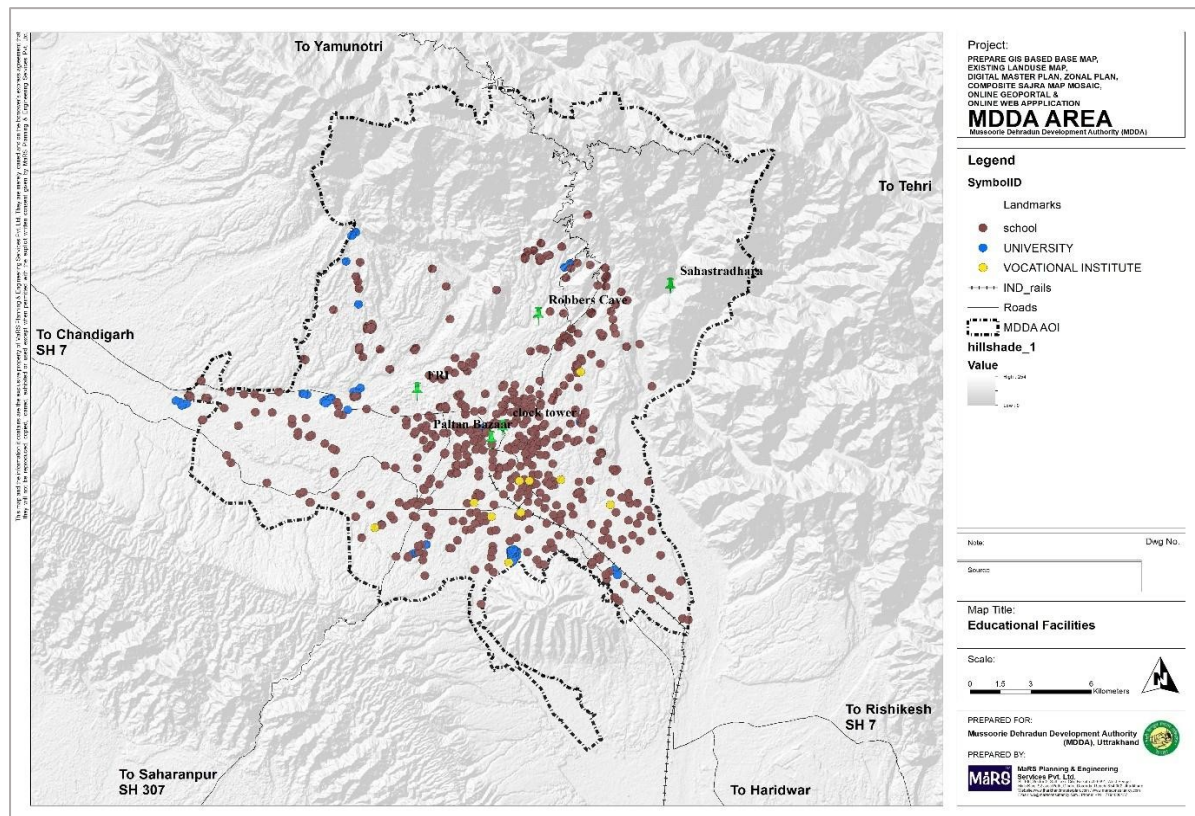 To Yamunotri
To Tehri
Sahastradhara
Robbers Cave
To Chandigarh
SH 7
FRI
clock tower
Paltan Bazaar
To Rishikesh
SH 7
To Saharanpur
SH 307
To Haridwar
Project:
PREPARE GIS BASED BASE MAP,
EXISTING LANDUSE MAP,
DIGITAL MASTER PLAN, ZONAL PLAN,
COMPOSITE SAJRA MAP MOSAIC,
ONLINE GEOPORTAL &
ONLINE WEB APPPLICATION
MDDA AREA
Mussoorie Dehradun Development Authority (MDDA)
Legend
SymbolID
Landmarks
school
UNIVERSITY
VOCATIONAL INSTITUTE
IND_rails
Roads
MDDA AOI
hillshade_1
Value
High : 254
Low : 0
Note:
Dwg No.
Source
Map Title:
Educational Facilities
Scale:
0 1.5 3 6
Kilometers
N
PREPARED FOR:
Mussoorie Dehradun Development Authority
(MDDA), Uttrakhand
PREPARED BY:
MaRS
MaRS Planning & Engineering
Services Pvt. Ltd.